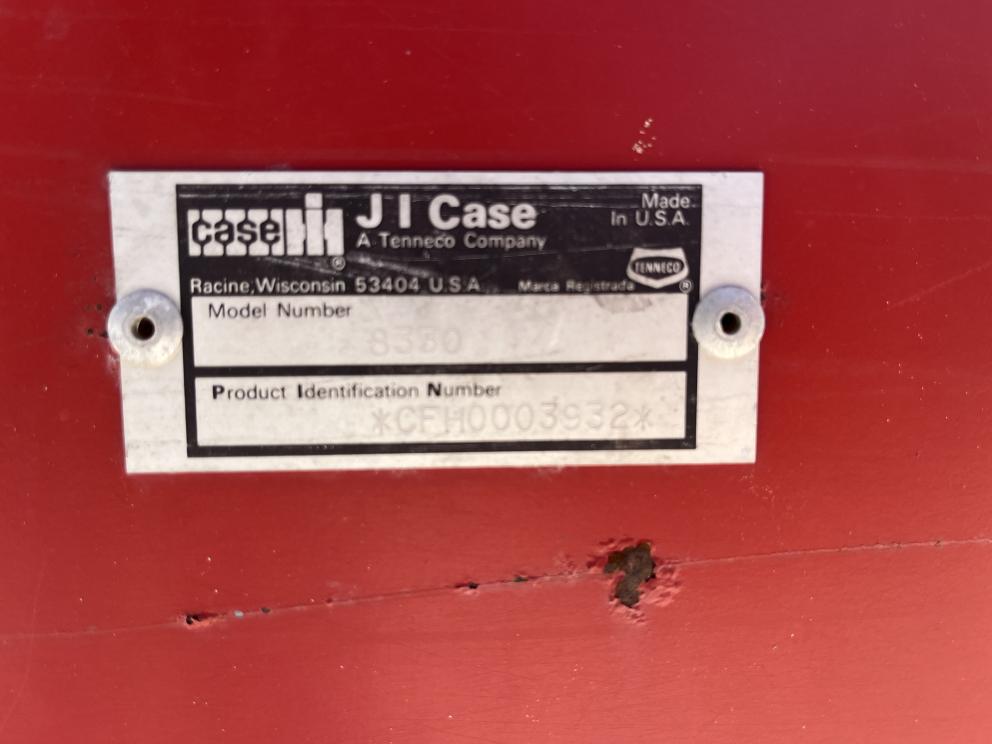 case IH ®
J I Case
A Tenneco Company
Made
In U.S.A.
TENNECO
Racine, Wisconsin 53404 U.S.A.
Marca Registrada ®
Model Number
8330
Product Identification Number
*CFH0003932*